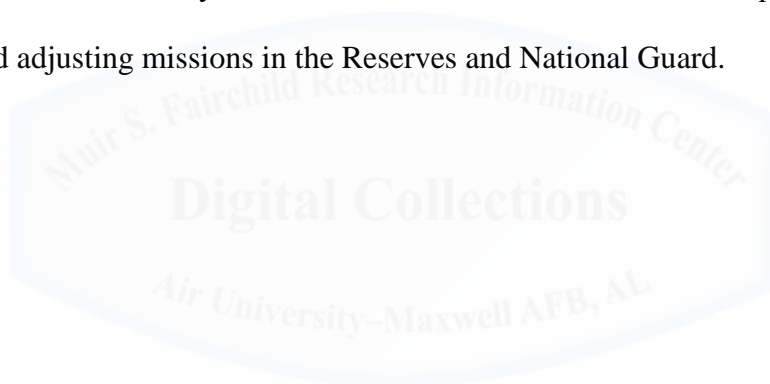 d adjusting missions in the Reserves and National Guard.
Muir S. Fairchild Research Information Center
Digital Collections
Air University–Maxwell AFB, AL